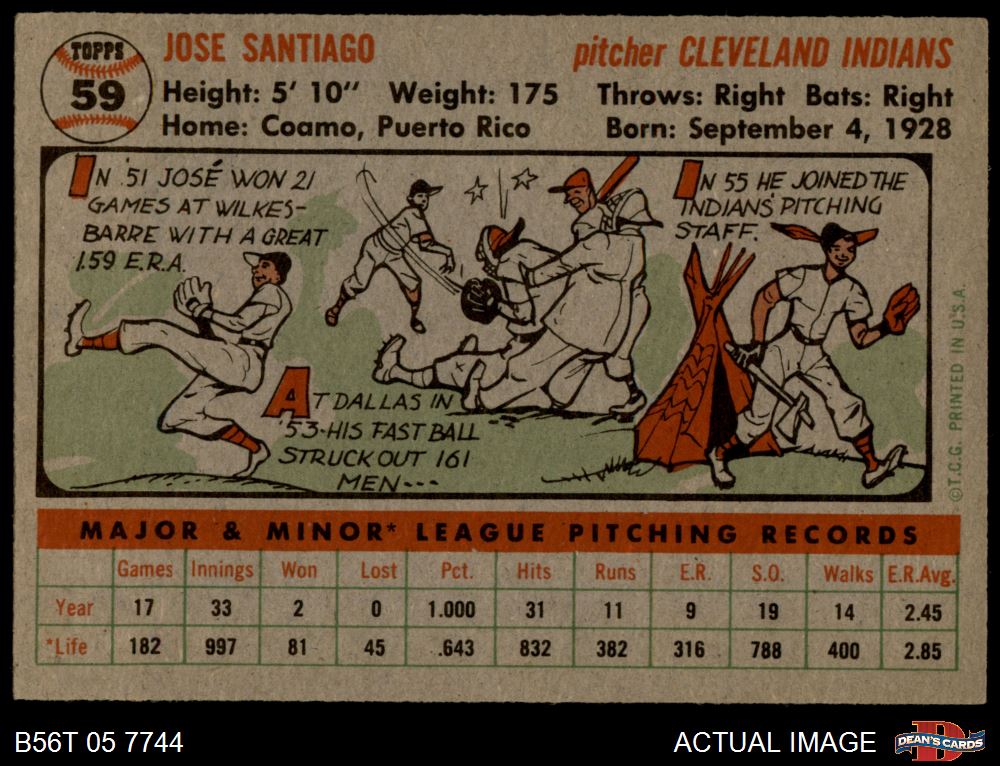 TOPPS
59
JOSE SANTIAGO
pitcher CLEVELAND INDIANS
Height: 5' 10" Weight: 175 Throws: Right Bats: Right
Home: Coamo, Puerto Rico Born: September 4, 1928
IN '51 JOSÉ WON 21
GAMES AT WILKES-
BARRE WITH A GREAT
1.59 E.R.A.
AT DALLAS IN
'53-HIS FAST BALL
STRUCK OUT 161
MEN---
IN 55 HE JOINED THE
INDIANS' PITCHING
STAFF.
©T.C.G. PRINTED IN U.S.A.
MAJOR & MINOR* LEAGUE PITCHING RECORDS
Games Innings Won Lost Pct. Hits Runs E.R. S.O. Walks E.R.Avg.
Year 17 33 2 0 1.000 31 11 9 19 14 2.45
*Life 182 997 81 45 .643 832 382 316 788 400 2.85
B56T 05 7744
ACTUAL IMAGE
DEAN'S CARDS